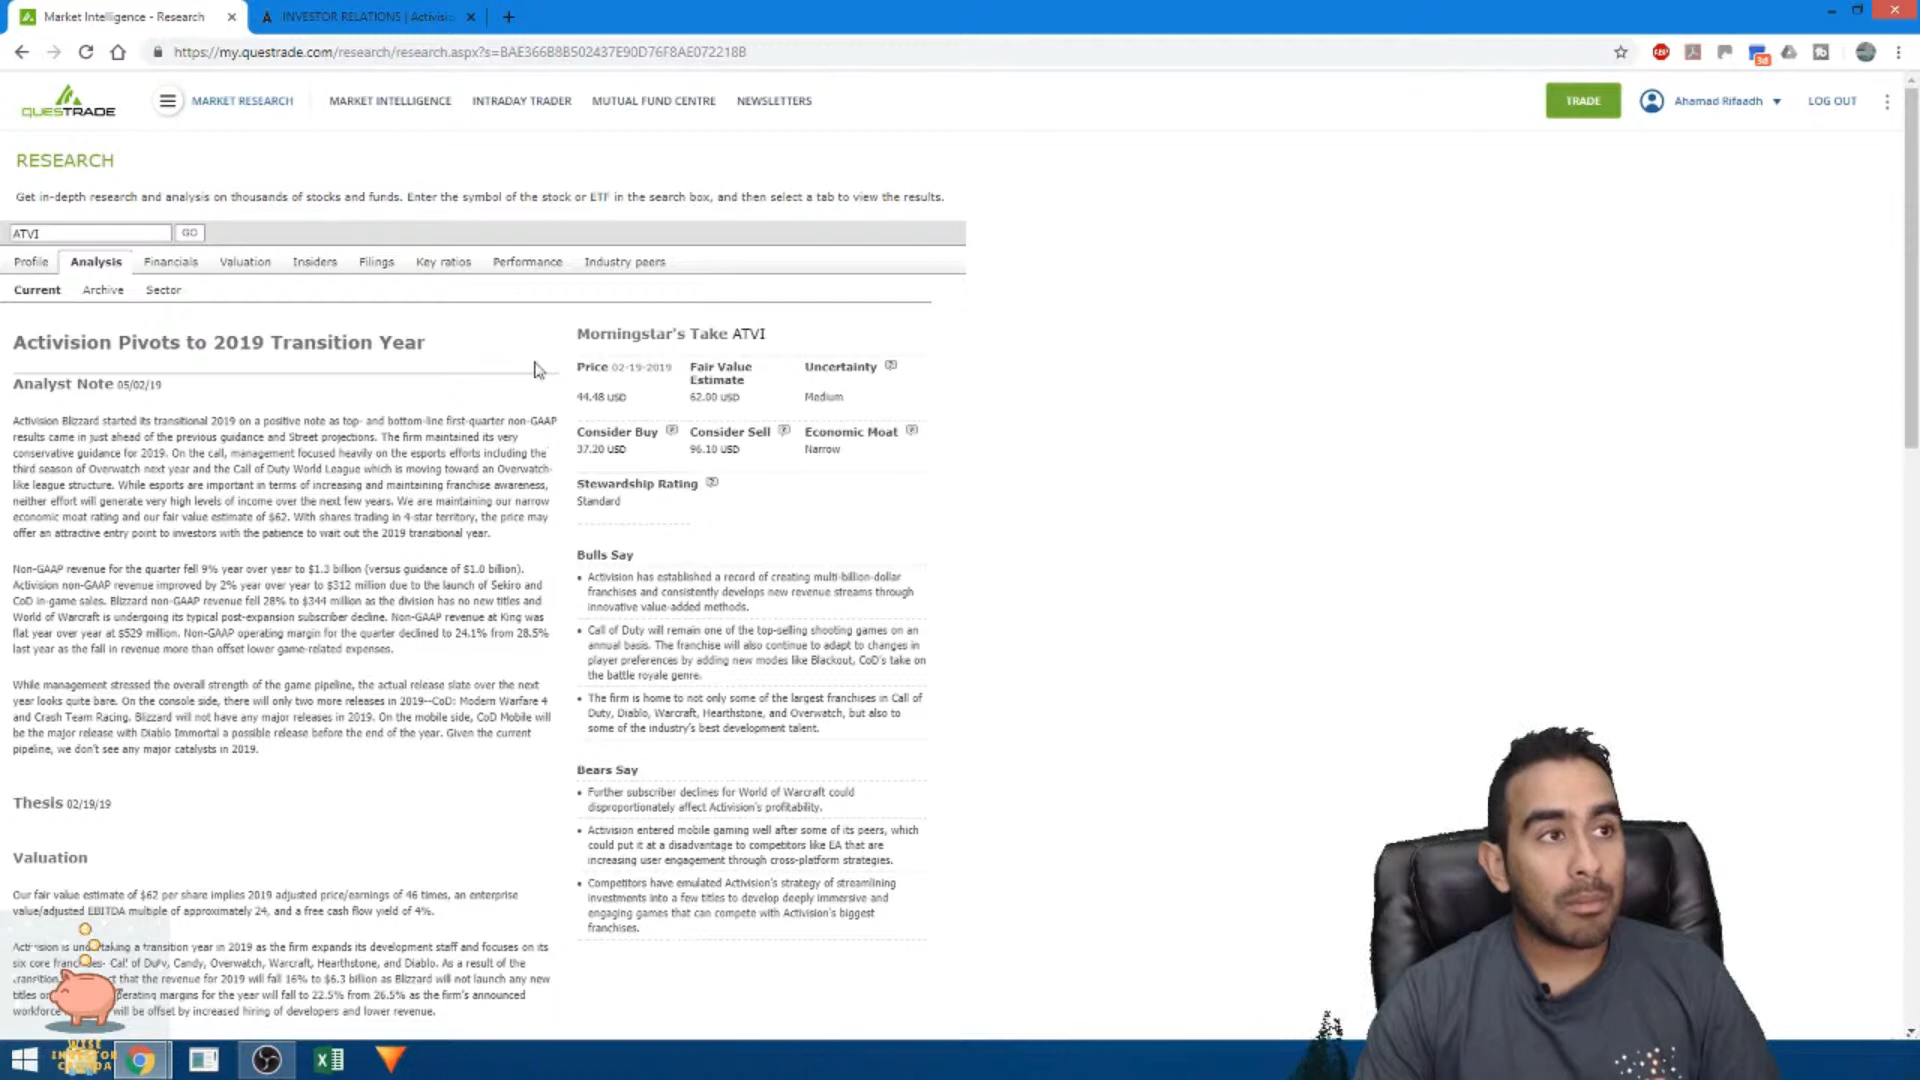 Market Intelligence - Research
INVESTOR RELATIONS | Activisi
https://my.questrade.com/research/research.aspx?s=BAE366B8B502437E90D76F8AE072218B
ABP
3d
QUESTRADE
MARKET RESEARCH
MARKET INTELLIGENCE
INTRADAY TRADER
MUTUAL FUND CENTRE
NEWSLETTERS
TRADE
Ahamad Rifaadh
LOG OUT
RESEARCH
Get in-depth research and analysis on thousands of stocks and funds. Enter the symbol of the stock or ETF in the search box, and then select a tab to view the results.
ATVI
GO
Profile Analysis Financials Valuation Insiders Filings Key ratios Performance Industry peers
Current Archive Sector
Activision Pivots to 2019 Transition Year
Analyst Note 05/02/19
Activision Blizzard started its transitional 2019 on a positive note as top- and bottom-line first-quarter non-GAAP
results came in just ahead of the previous guidance and Street projections. The firm maintained its very
conservative guidance for 2019. On the call, management focused heavily on the esports efforts including the
third season of Overwatch next year and the Call of Duty World League which is moving toward an Overwatch-
like league structure. While esports are important in terms of increasing and maintaining franchise awareness,
neither effort will generate very high levels of income over the next few years. We are maintaining our narrow
economic moat rating and our fair value estimate of $62. With shares trading in 4-star territory, the price may
offer an attractive entry point to investors with the patience to wait out the 2019 transitional year.
Non-GAAP revenue for the quarter fell 9% year over year to $1.3 billion (versus guidance of $1.0 billion).
Activision non-GAAP revenue improved by 2% year over year to $312 million due to the launch of Sekiro and
CoD in-game sales. Blizzard non-GAAP revenue fell 28% to $344 million as the division has no new titles and
World of Warcraft is undergoing its typical post-expansion subscriber decline. Non-GAAP revenue at King was
flat year over year at $529 million. Non-GAAP operating margin for the quarter declined to 24.1% from 28.5%
last year as the fall in revenue more than offset lower game-related expenses.
While management stressed the overall strength of the game pipeline, the actual release slate over the next
year looks quite bare. On the console side, there will only two more releases in 2019--CoD: Modern Warfare 4
and Crash Team Racing. Blizzard will not have any major releases in 2019. On the mobile side, CoD Mobile will
be the major release with Diablo Immortal a possible release before the end of the year. Given the current
pipeline, we don't see any major catalysts in 2019.
Thesis 02/19/19
Valuation
Our fair value estimate of $62 per share implies 2019 adjusted price/earnings of 46 times, an enterprise
value/adjusted EBITDA multiple of approximately 24, and a free cash flow yield of 4%.
Activision is undertaking a transition year in 2019 as the firm expands its development staff and focuses on its
six core franchises- Call of Duty, Candy, Overwatch, Warcraft, Hearthstone, and Diablo. As a result of the
transition, that the revenue for 2019 will fall 16% to $6.3 billion as Blizzard will not launch any new
titles operating margins for the year will fall to 22.5% from 26.5% as the firm's announced
workforce will be offset by increased hiring of developers and lower revenue.
Morningstar's Take ATVI
Price 02-19-2019
44.48 USD
Fair Value
Estimate
62.00 USD
Uncertainty
Medium
Consider Buy
37.20 USD
Consider Sell
96.10 USD
Economic Moat
Narrow
Stewardship Rating
Standard
Bulls Say
• Activision has established a record of creating multi-billion-dollar
franchises and consistently develops new revenue streams through
innovative value-added methods.
• Call of Duty will remain one of the top-selling shooting games on an
annual basis. The franchise will also continue to adapt to changes in
player preferences by adding new modes like Blackout, CoD's take on
the battle royale genre.
• The firm is home to not only some of the largest franchises in Call of
Duty, Diablo, Warcraft, Hearthstone, and Overwatch, but also to
some of the industry's best development talent.
Bears Say
• Further subscriber declines for World of Warcraft could
disproportionately affect Activision's profitability.
• Activision entered mobile gaming well after some of its peers, which
could put it at a disadvantage to competitors like EA that are
increasing user engagement through cross-platform strategies.
• Competitors have emulated Activision's strategy of streamlining
investments into a few titles to develop deeply immersive and
engaging games that can compete with Activision's biggest
franchises.
WISE
INVESTOR
CANADA